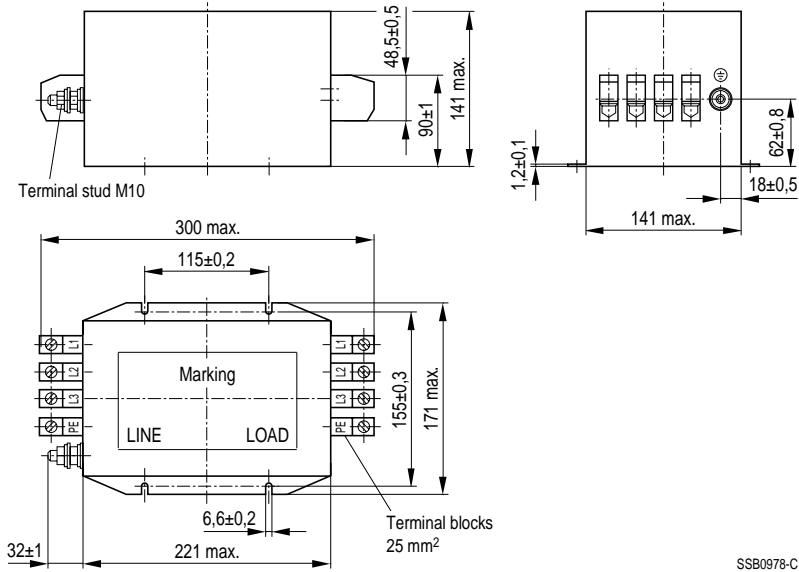 48,5±0,5
90±1
141 max.
Terminal stud M10
1,2±0,1
62±0,8
18±0,5
141 max.
300 max.
115±0,2
L1
L2
L3
PE
Marking
LINE LOAD
L1
L2
L3
PE
155±0,3
171 max.
6,6±0,2
Terminal blocks
25 mm²
32±1
221 max.
SSB0978-C